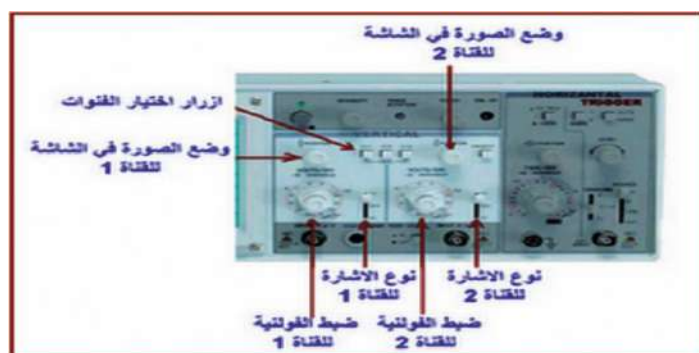 وضع الصورة في الشاشة
للقناة 2
ازرار اختيار القنوات
وضع الصورة في الشاشة
للقناة 1
HORIZANTAL
TRIGGER
VERTICAL
نوع الاشارة
للقناة 1
نوع الاشارة
للقناة 2
ضبط الفولتية
للقناة 1
ضبط الفولتية
للقناة 2